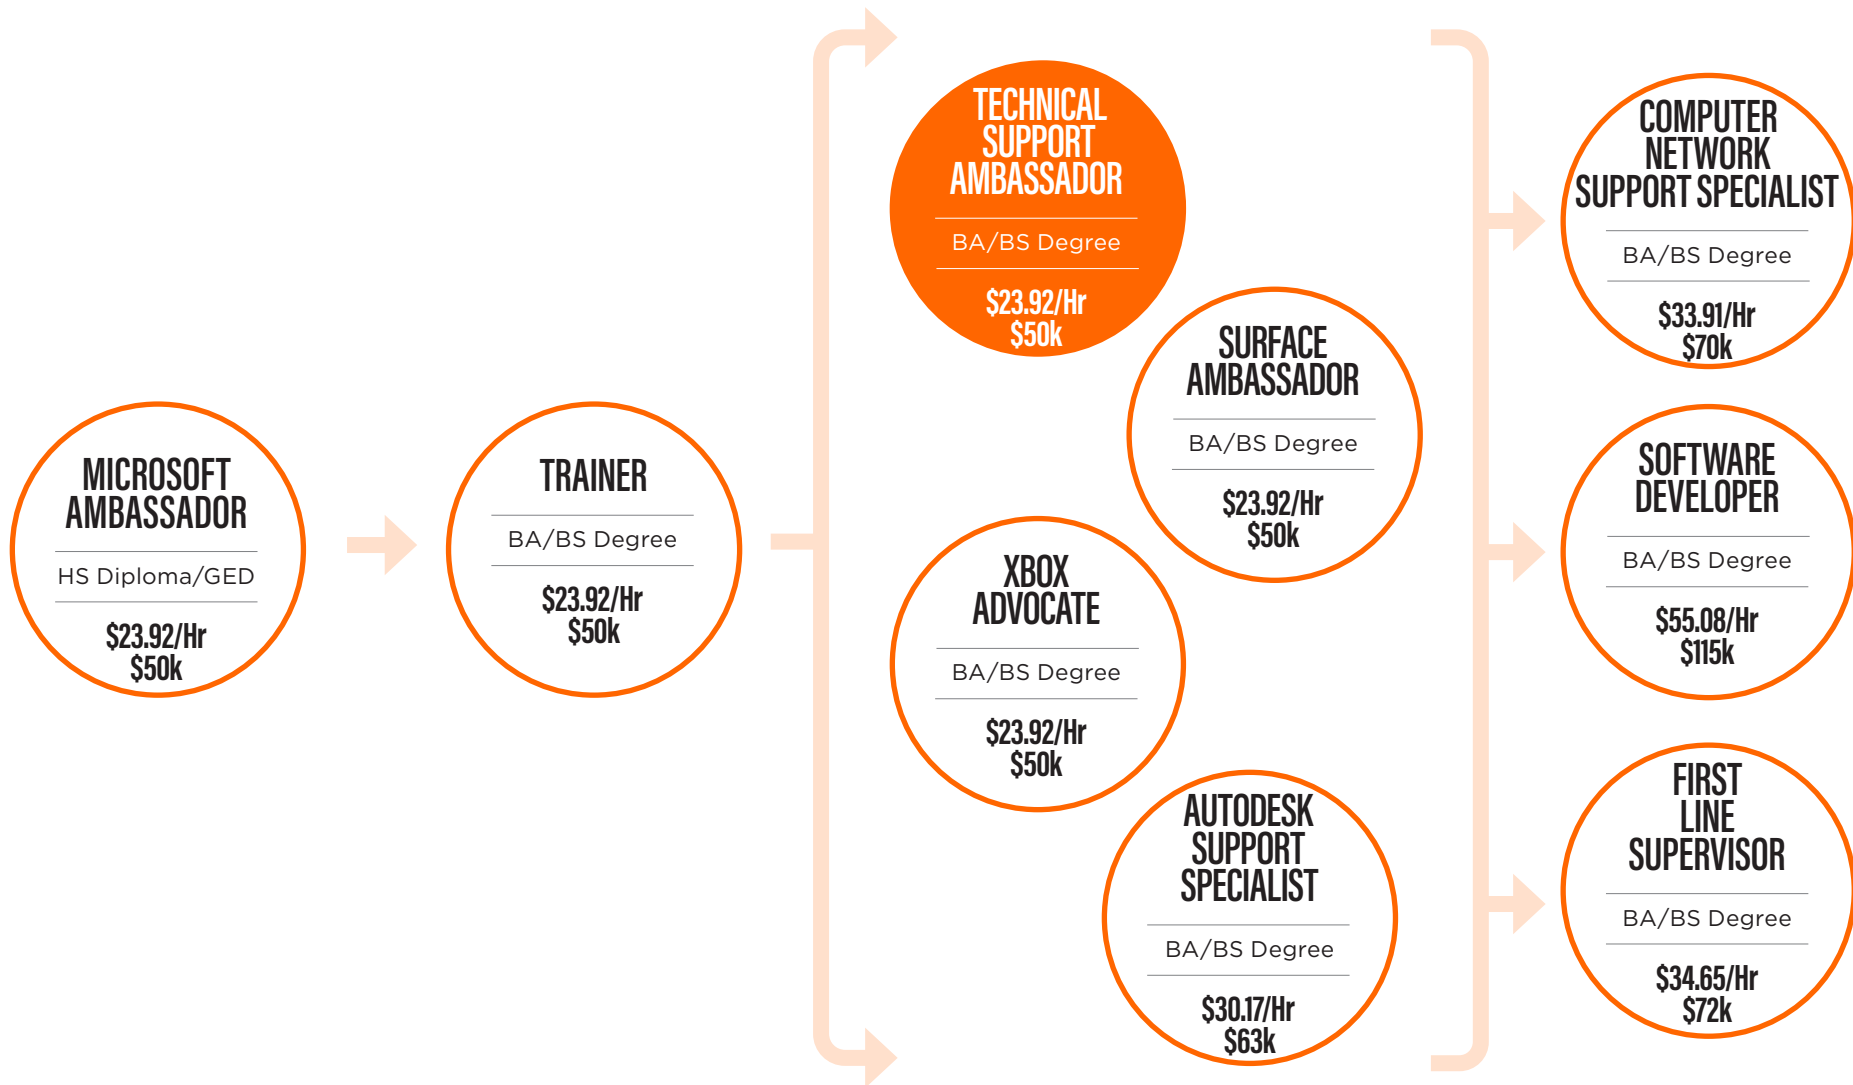 MICROSOFT
AMBASSADOR
HS Diploma/GED
$23.92/Hr
$50k
TRAINER
BA/BS Degree
$23.92/Hr
$50k
TECHNICAL
SUPPORT
AMBASSADOR
BA/BS Degree
$23.92/Hr
$50k
SURFACE
AMBASSADOR
BA/BS Degree
$23.92/Hr
$50k
XBOX
ADVOCATE
BA/BS Degree
$23.92/Hr
$50k
AUTODESK
SUPPORT
SPECIALIST
BA/BS Degree
$30.17/Hr
$63k
COMPUTER
NETWORK
SUPPORT SPECIALIST
BA/BS Degree
$33.91/Hr
$70k
SOFTWARE
DEVELOPER
BA/BS Degree
$55.08/Hr
$115k
FIRST
LINE
SUPERVISOR
BA/BS Degree
$34.65/Hr
$72k